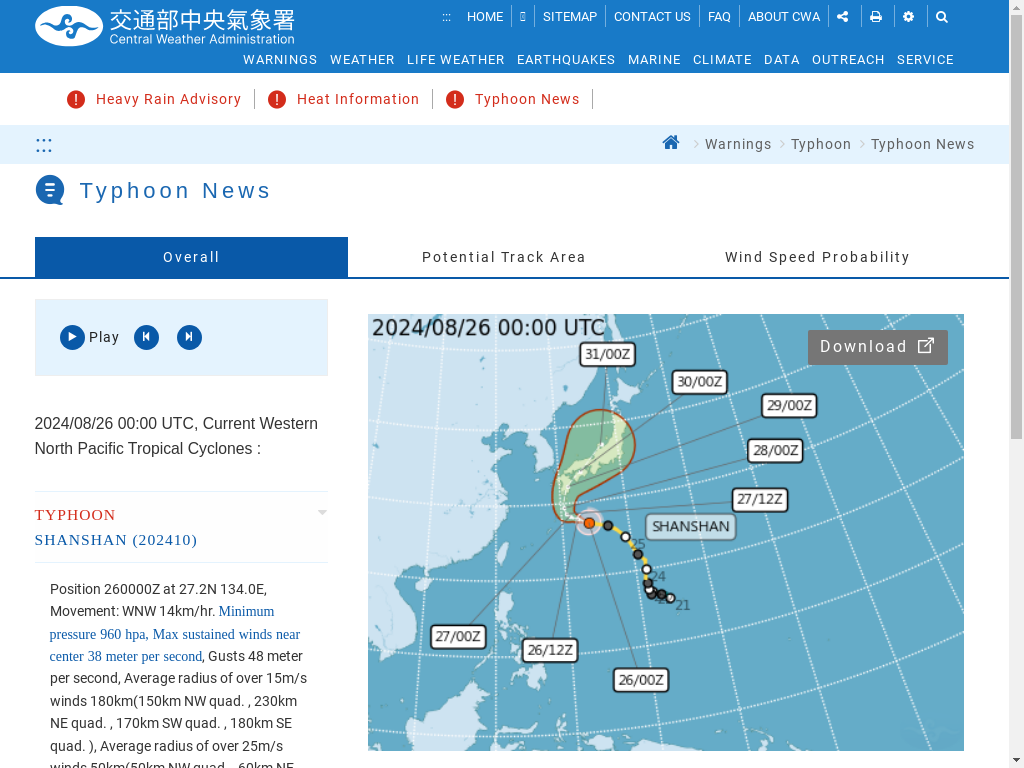 交通部中央氣象署
Central Weather Administration
::: HOME SITEMAP CONTACT US FAQ ABOUT CWA
WARNINGS WEATHER LIFE WEATHER EARTHQUAKES MARINE CLIMATE DATA OUTREACH SERVICE
Heavy Rain Advisory Heat Information Typhoon News
::: Warnings Typhoon Typhoon News
Typhoon News
Overall Potential Track Area Wind Speed Probability
Play
2024/08/26 00:00 UTC, Current Western
North Pacific Tropical Cyclones :
TYPHOON
SHANSHAN (202410)
Position 260000Z at 27.2N 134.0E,
Movement: WNW 14km/hr. Minimum
pressure 960 hpa, Max sustained winds near
center 38 meter per second, Gusts 48 meter
per second, Average radius of over 15m/s
winds 180km(150km NW quad. , 230km
NE quad. , 170km SW quad. , 180km SE
quad. ), Average radius of over 25m/s
winds 50km(50km NW quad. , 60km NE
2024/08/26 00:00 UTC
Download
31/00Z
30/00Z
29/00Z
28/00Z
27/12Z
SHANSHAN
25
24
21
27/00Z
26/12Z
26/00Z